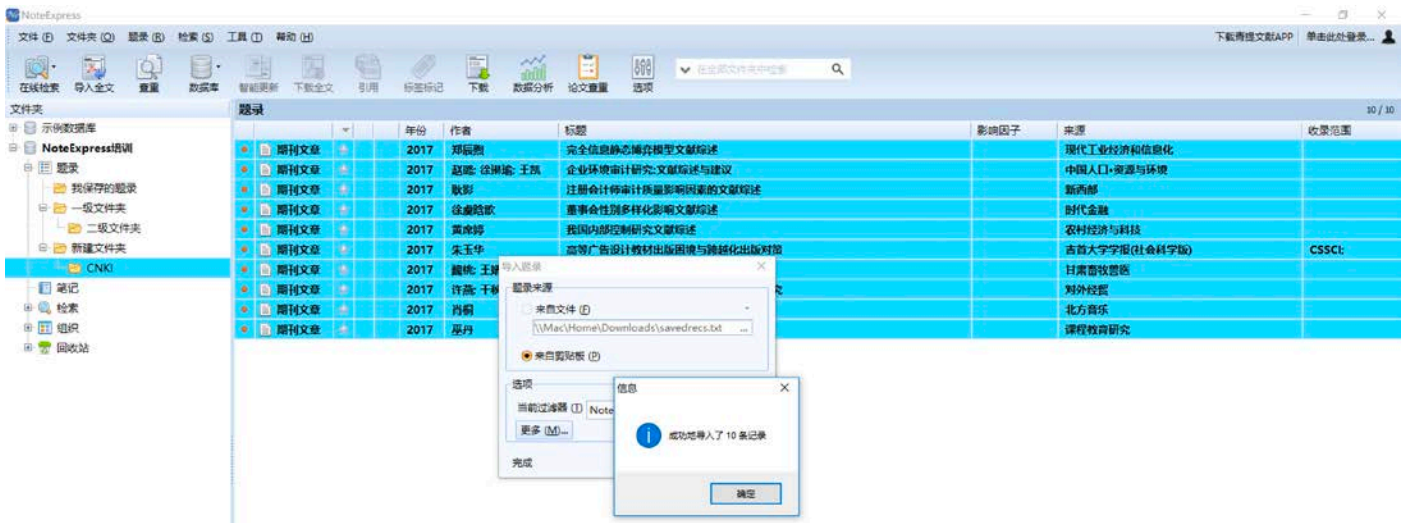 NoteExpress
文件 (F) 文件夹 (O) 题录 (R) 检索 (S) 工具 (T) 帮助 (H) 下载青提文献APP 单击此处登录...
在线检索 导入全文 查重 数据库 智能更新 下载全文 引用 标签标记 下载 数据分析 论文查重 选项 在全部文件夹中检索
文件夹 题录 10 / 10
示例数据库 年份 作者 标题 影响因子 来源 收录范围
NoteExpress培训 期刊文章 2017 郑辰煦 完全信息静态博弈模型文献综述 现代工业经济和信息化
题录 期刊文章 2017 赵璐; 徐湘瑜; 王凯 企业环境审计研究:文献综述与建议 中国人口·资源与环境
我保存的题录 期刊文章 2017 耿影 注册会计师审计质量影响因素的文献综述 新西部
一级文件夹 期刊文章 2017 徐虞晗歆 董事会性别多样化影响文献综述 时代金融
二级文件夹 期刊文章 2017 黄席婷 我国内部控制研究文献综述 农村经济与科技
新建文件夹 期刊文章 2017 朱玉华 高等广告设计教材出版困境与跨越化出版对策 吉首大学学报(社会科学版) CSSCI;
CNKI 期刊文章 2017 导入题录 甘肃畜牧兽医
笔记 期刊文章 2017 许燕; 题录来源 究 对外经贸
检索 期刊文章 2017 肖桐 来自文件 (F) 北方音乐
组织 期刊文章 2017 巫丹 \\Mac\Home\Downloads\savedrecs.txt ... 课程教育研究
回收站
来自剪贴板 (P)
选项 信息
当前过滤器 (T) Note
更多 (M)... 成功地导入了 10 条记录
完成
确定